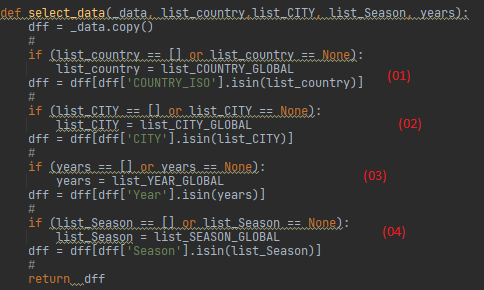 def select_data(_data, list_country,list_CITY, list_Season, years):
    dff = _data.copy()
    #
    if (list_country == [] or list_country == None):
        list_country = list_COUNTRY_GLOBAL
    dff = dff[dff['COUNTRY_ISO'].isin(list_country)] (01)
    #
    if (list_CITY == [] or list_CITY == None):
        list_CITY = list_CITY_GLOBAL (02)
    dff = dff[dff['CITY'].isin(list_CITY)]
    #
    if (years == [] or years == None):
        years = list_YEAR_GLOBAL (03)
    dff = dff[dff['Year'].isin(years)]
    #
    if (list_Season == [] or list_Season == None):
        list_Season = list_SEASON_GLOBAL (04)
    dff = dff[dff['Season'].isin(list_Season)]
    #
    return  dff